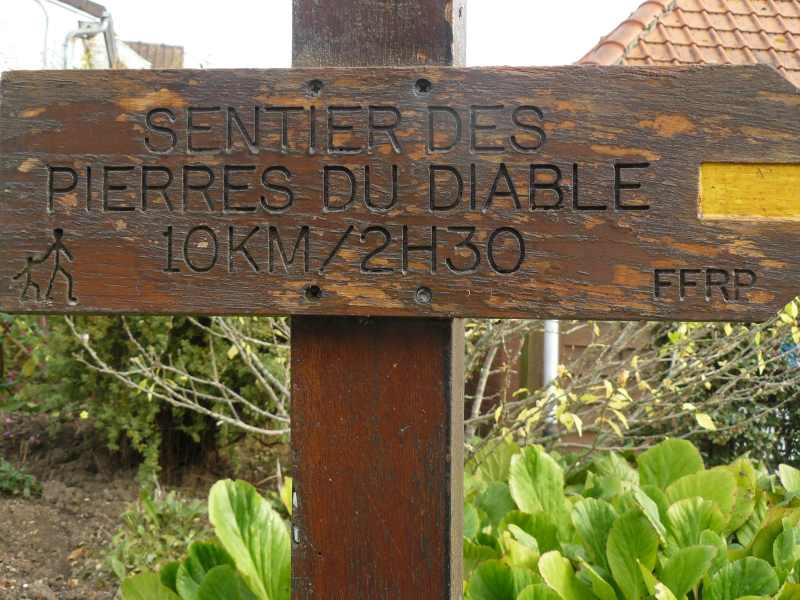 SENTIER DES
PIERRES DU DIABLE
10KM/2H30
FFRP